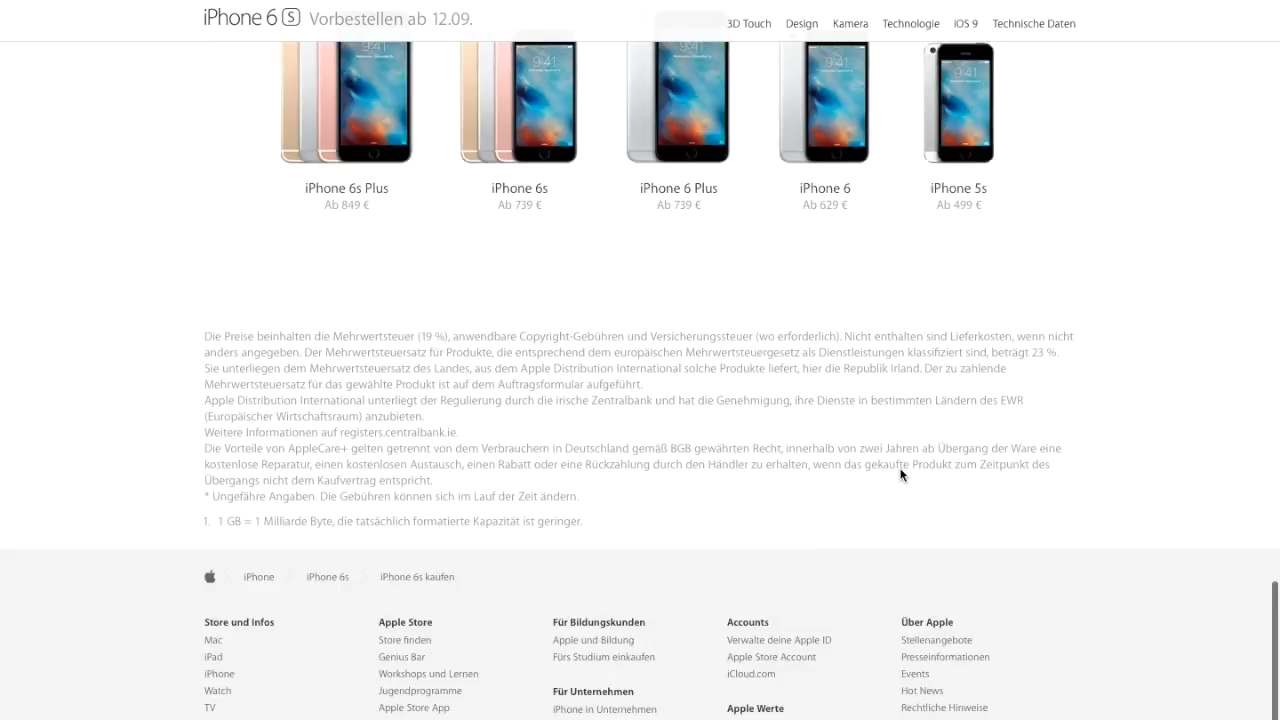 iPhone 6 S Vorbestellen ab 12.09.
3D Touch Design Kamera Technologie iOS 9 Technische Daten
9:41 9:41 9:41 9:41 9:41
iPhone 6s Plus iPhone 6s iPhone 6 Plus iPhone 6 iPhone 5s
Ab 849 € Ab 739 € Ab 739 € Ab 629 € Ab 499 €
Die Preise beinhalten die Mehrwertsteuer (19 %), anwendbare Copyright-Gebühren und Versicherungssteuer (wo erforderlich). Nicht enthalten sind Lieferkosten, wenn nicht
anders angegeben. Der Mehrwertsteuersatz für Produkte, die entsprechend dem europäischen Mehrwertsteuergesetz als Dienstleistungen klassifiziert sind, beträgt 23 %.
Sie unterliegen dem Mehrwertsteuersatz des Landes, aus dem Apple Distribution International solche Produkte liefert, hier die Republik Irland. Der zu zahlende
Mehrwertsteuersatz für das gewählte Produkt ist auf dem Auftragsformular aufgeführt.
Apple Distribution International unterliegt der Regulierung durch die irische Zentralbank und hat die Genehmigung, ihre Dienste in bestimmten Ländern des EWR
(Europäischer Wirtschaftsraum) anzubieten.
Weitere Informationen auf registers.centralbank.ie.
Die Vorteile von AppleCare+ gelten getrennt von dem Verbrauchern in Deutschland gemäß BGB gewährten Recht, innerhalb von zwei Jahren ab Übergang der Ware eine
kostenlose Reparatur, einen kostenlosen Austausch, einen Rabatt oder eine Rückzahlung durch den Händler zu erhalten, wenn das gekaufte Produkt zum Zeitpunkt des
Übergangs nicht dem Kaufvertrag entspricht.
* Ungefähre Angaben. Die Gebühren können sich im Lauf der Zeit ändern.
1. 1 GB = 1 Milliarde Byte, die tatsächlich formatierte Kapazität ist geringer.
iPhone iPhone 6s iPhone 6s kaufen
Store und Infos Apple Store Für Bildungskunden Accounts Über Apple
Mac Store finden Apple und Bildung Verwalte deine Apple ID Stellenangebote
iPad Genius Bar Fürs Studium einkaufen Apple Store Account Presseinformationen
iPhone Workshops und Lernen iCloud.com Events
Watch Jugendprogramme Für Unternehmen Hot News
TV Apple Store App iPhone in Unternehmen Apple Werte Rechtliche Hinweise